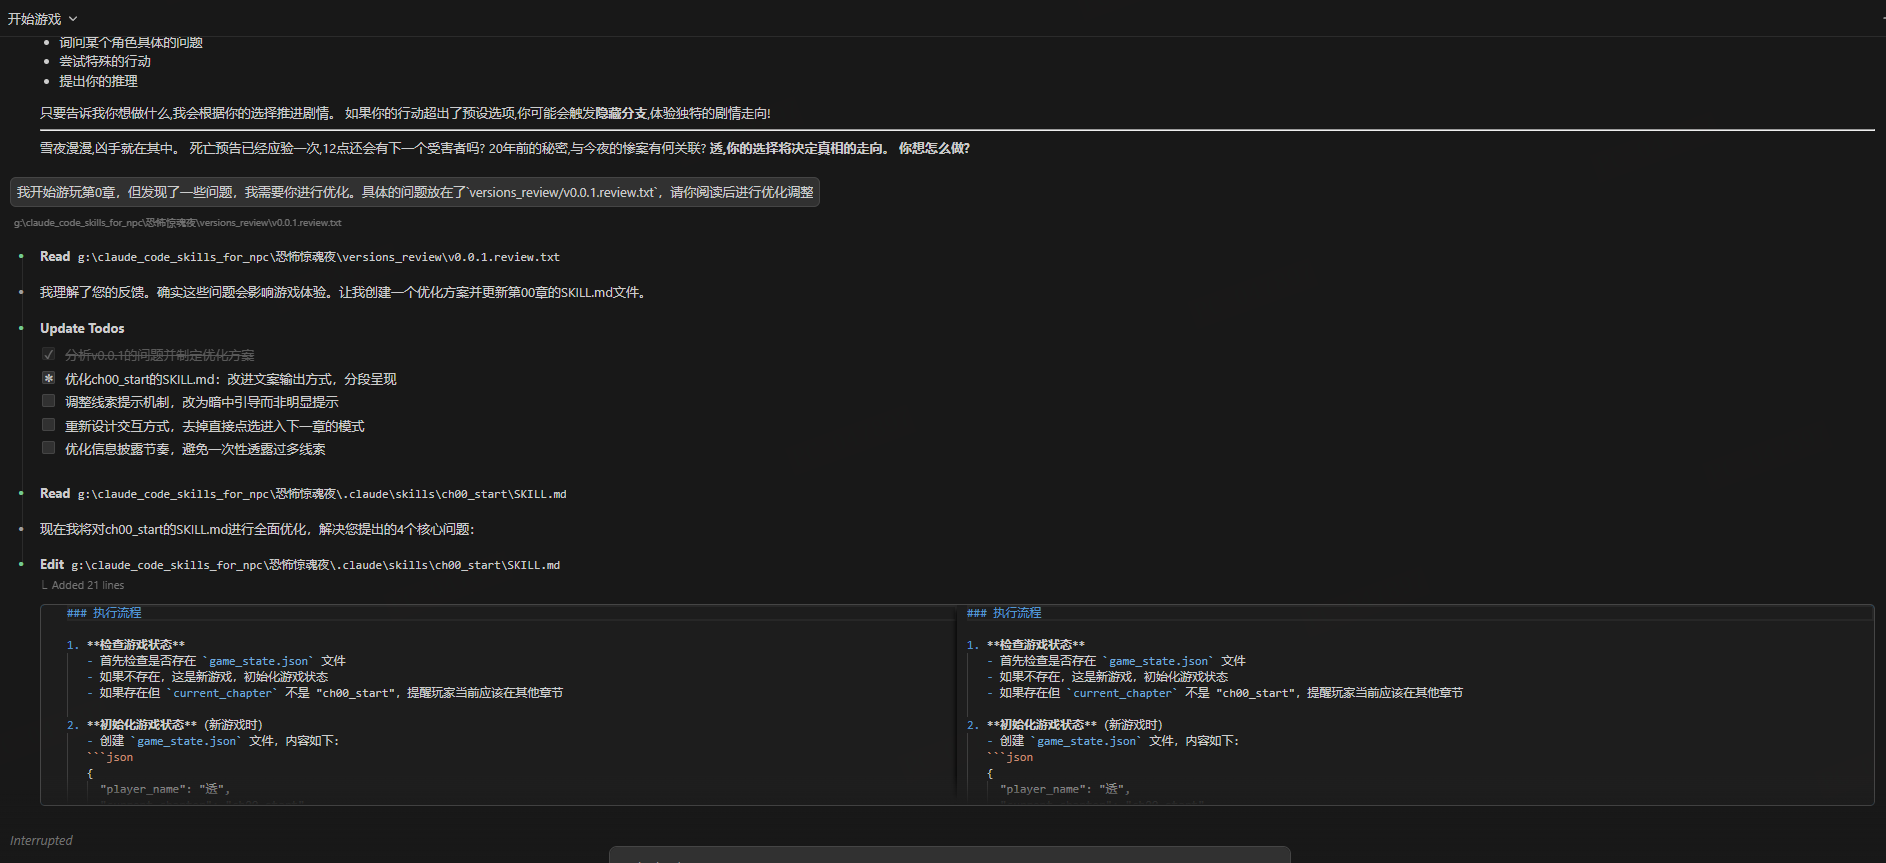 开始游戏
询问某个角色具体的问题
尝试特殊的行动
提出你的推理
只要告诉我你想做什么,我会根据你的选择推进剧情。 如果你的行动超出了预设选项,你可能会触发隐藏分支,体验独特的剧情走向!
雪夜漫漫,凶手就在其中。 死亡预告已经应验一次,12点还会有下一个受害者吗? 20年前的秘密,与今夜的惨案有何关联? 透,你的选择将决定真相的走向。 你想怎么做?
我开始游玩第0章，但发现了一些问题，我需要你进行优化。具体的问题放在了`versions_review/v0.0.1.review.txt`，请你阅读后进行优化调整
g:\claude_code_skills_for_npc\恐怖惊魂夜\versions_review\v0.0.1.review.txt
Read g:\claude_code_skills_for_npc\恐怖惊魂夜\versions_review\v0.0.1.review.txt
我理解了您的反馈。确实这些问题会影响游戏体验。让我创建一个优化方案并更新第00章的SKILL.md文件。
Update Todos
分析v0.0.1的问题并制定优化方案
优化ch00_start的SKILL.md：改进文案输出方式，分段呈现
调整线索提示机制，改为暗中引导而非明显提示
重新设计交互方式，去掉直接点选进入下一章的模式
优化信息披露节奏，避免一次性透露过多线索
Read g:\claude_code_skills_for_npc\恐怖惊魂夜\.claude\skills\ch00_start\SKILL.md
现在我将对ch00_start的SKILL.md进行全面优化，解决您提出的4个核心问题：
Edit g:\claude_code_skills_for_npc\恐怖惊魂夜\.claude\skills\ch00_start\SKILL.md
└ Added 21 lines
### 执行流程
1. **检查游戏状态**
- 首先检查是否存在 `game_state.json` 文件
- 如果不存在，这是新游戏，初始化游戏状态
- 如果存在但 `current_chapter` 不是 "ch00_start"，提醒玩家当前应该在其他章节
2. **初始化游戏状态**（新游戏时）
- 创建 `game_state.json` 文件，内容如下：
```json
{
"player_name": "透",
### 执行流程
1. **检查游戏状态**
- 首先检查是否存在 `game_state.json` 文件
- 如果不存在，这是新游戏，初始化游戏状态
- 如果存在但 `current_chapter` 不是 "ch00_start"，提醒玩家当前应该在其他章节
2. **初始化游戏状态**（新游戏时）
- 创建 `game_state.json` 文件，内容如下：
```json
{
"player_name": "透",
Interrupted